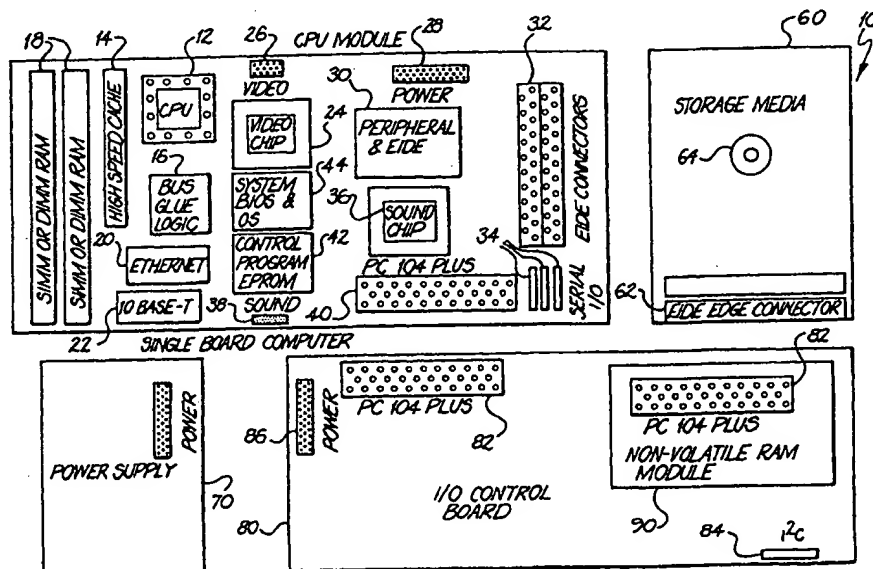 18
14
12
26
CPU MODULE
28
32
60
10
SIMM OR DIMM RAM
SIMM OR DIMM RAM
HIGH SPEED CACHE
CPU
VIDEO
VIDEO
CHIP
24
30
POWER
PERIPHERAL
& EIDE
EIDE CONNECTORS
STORAGE MEDIA
64
16
BUS
GLUE
LOGIC
SYSTEM
BIOS &
OS
44
36
SOUND
CHIP
20
ETHERNET
CONTROL
PROGRAM
EPROM
42
34
PC 104 PLUS
SERIAL
I/O
22
10 BASE-T
38
SOUND
40
62
EIDE EDGE CONNECTOR
SINGLE BOARD COMPUTER
POWER SUPPLY
POWER
70
86
POWER
PC 104 PLUS
82
80
I/O CONTROL
BOARD
82
PC 104 PLUS
NON-VOLATILE RAM
MODULE
90
84
I²C